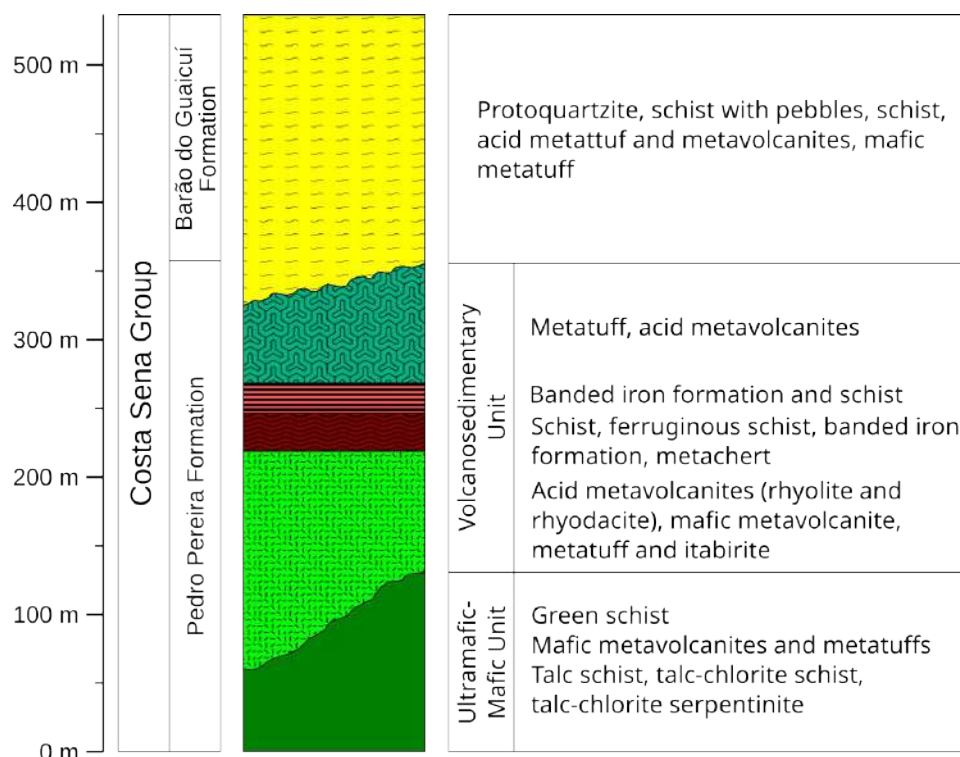 500 m
400 m
300 m
200 m
100 m
0 m
Costa Sena Group
Barão do Guaicuí
Formation
Pedro Pereira Formation
Protoquartzite, schist with pebbles, schist,
acid metattuf and metavolcanites, mafic
metatuff
Volcanosedimentary
Unit
Metatuff, acid metavolcanites
Banded iron formation and schist
Schist, ferruginous schist, banded iron
formation, metachert
Acid metavolcanites (rhyolite and
rhyodacite), mafic metavolcanite,
metatuff and itabirite
Ultramafic-
Mafic Unit
Green schist
Mafic metavolcanites and metatuffs
Talc schist, talc-chlorite schist,
talc-chlorite serpentinite